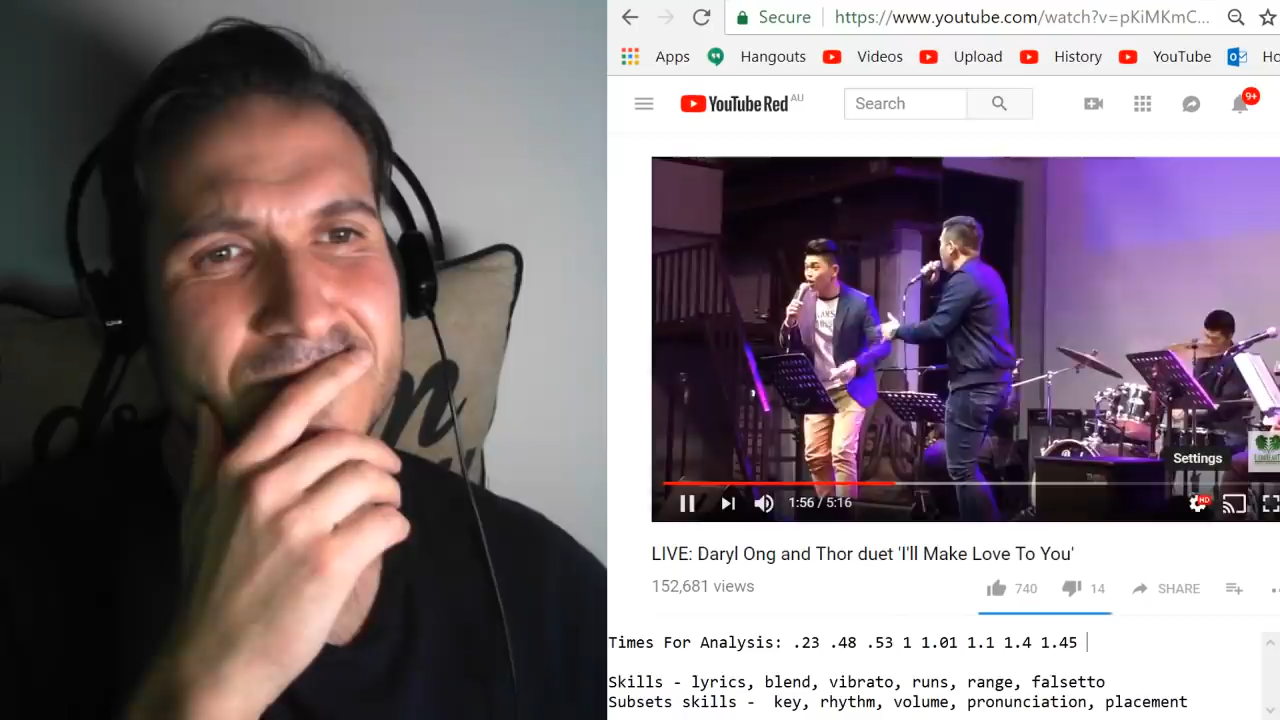 Secure
https://www.youtube.com/watch?v=pKiMKmC...
Apps Hangouts Videos Upload History YouTube
YouTube Red AU
Search
9+
Settings
HD
1:56 / 5:16
LIVE: Daryl Ong and Thor duet 'I'll Make Love To You'
152,681 views
740 14 SHARE
Times For Analysis: .23 .48 .53 1 1.01 1.1 1.4 1.45
Skills - lyrics, blend, vibrato, runs, range, falsetto
Subsets skills - key, rhythm, volume, pronunciation, placement